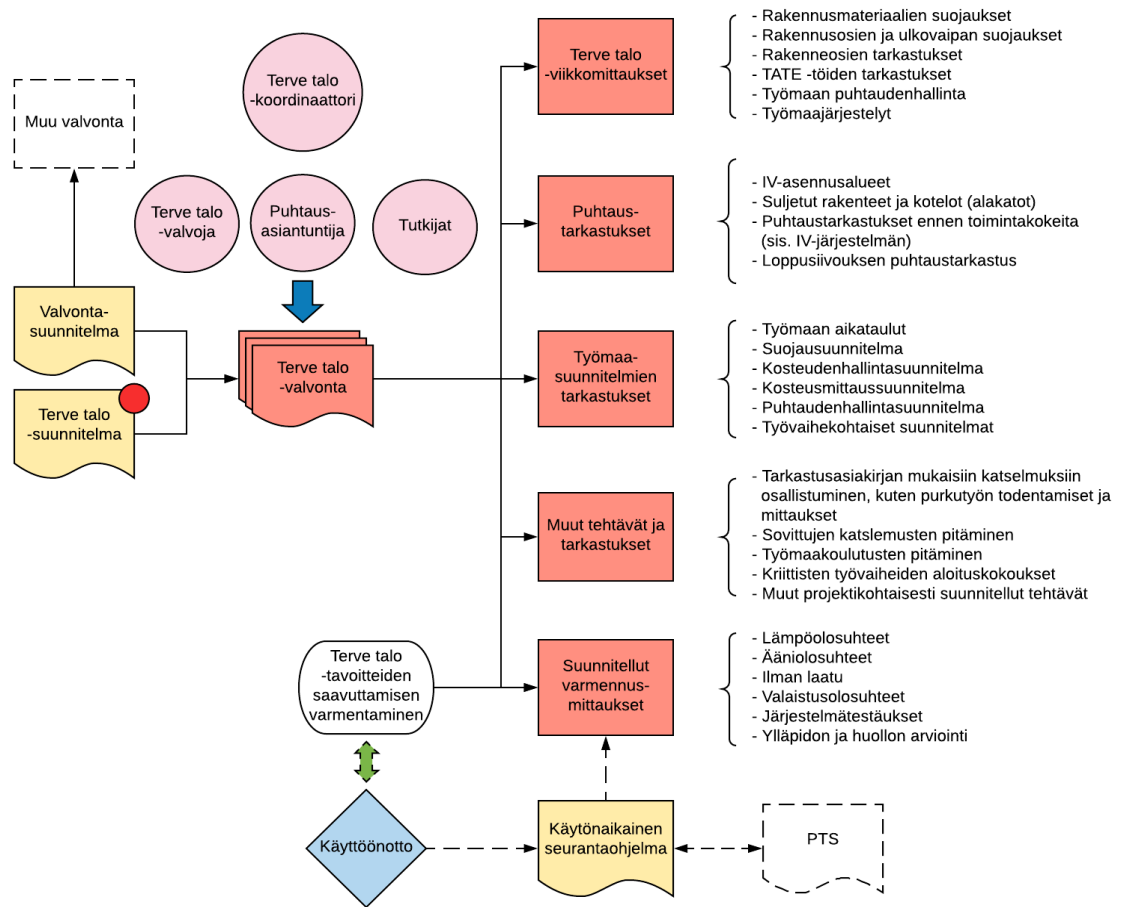 Muu valvonta
Terve talo
-koordinaattori
Terve talo
-valvoja
Puhtaus-
asiantuntija
Tutkijat
Valvonta-
suunnitelma
Terve talo
-suunnitelma
Terve talo
-valvonta
Terve talo
-viikkomittaukset
- Rakennusmateriaalien suojaukset
- Rakennusosien ja ulkovaipan suojaukset
- Rakenneosien tarkastukset
- TATE -töiden tarkastukset
- Työmaan puhtaudenhallinta
- Työmaajärjestelyt
Puhtaus-
tarkastukset
- IV-asennusalueet
- Suljetut rakenteet ja kotelot (alakatot)
- Puhtaustarkastukset ennen toimintakokeita
(sis. IV-järjestelmän)
- Loppusiivouksen puhtaustarkastus
Työmaa-
suunnitelmien
tarkastukset
- Työmaan aikataulut
- Suojausuunnitelma
- Kosteudenhallintasuunnitelma
- Kosteusmittaussuunnitelma
- Puhtaudenhallintasuunnitelma
- Työvaihekohtaiset suunnitelmat
Muut tehtävät ja
tarkastukset
- Tarkastusasiakirjan mukaisiin katselmuksiin
osallistuminen, kuten purkutyön todentamiset ja
mittaukset
- Sovittujen katslemusten pitäminen
- Työmaakoulutusten pitäminen
- Kriittisten työvaiheiden aloituskokoukset
- Muut projektikohtaisesti suunnitellut tehtävät
Terve talo
-tavoitteiden
saavuttamisen
varmentaminen
Suunnitellut
varmennus-
mittaukset
- Lämpöolosuhteet
- Ääniolosuhteet
- Ilman laatu
- Valaistusolosuhteet
- Järjestelmätestäukset
- Ylläpidon ja huollon arviointi
Käyttöönotto
Käytönaikainen
seurantaohjelma
PTS